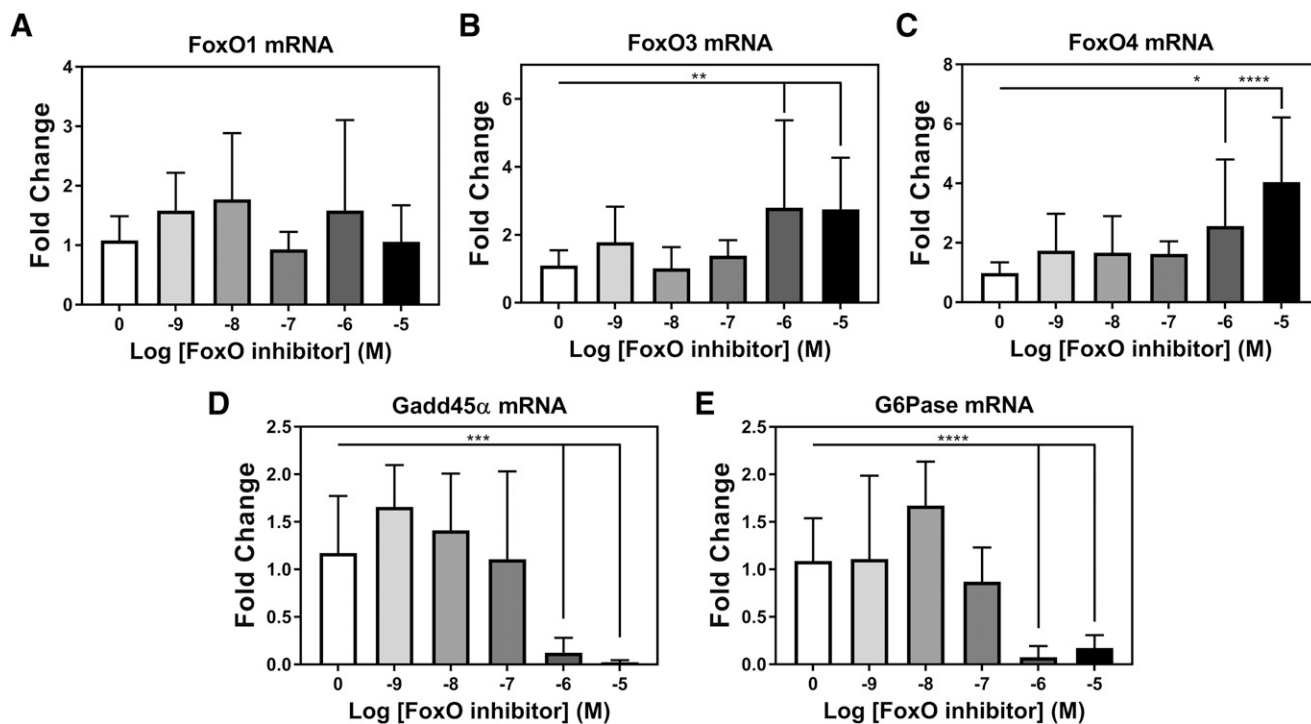 A
FoxO1 mRNA
Fold Change
4
3
2
1
0
0 -9 -8 -7 -6 -5
Log [FoxO inhibitor] (M)
B
FoxO3 mRNA
Fold Change
6
4
2
0
**
0 -9 -8 -7 -6 -5
Log [FoxO inhibitor] (M)
C
FoxO4 mRNA
Fold Change
8
6
4
2
0
* ****
0 -9 -8 -7 -6 -5
Log [FoxO inhibitor] (M)
D
Gadd45α mRNA
Fold Change
2.5
2.0
1.5
1.0
0.5
0.0
***
0 -9 -8 -7 -6 -5
Log [FoxO inhibitor] (M)
E
G6Pase mRNA
Fold Change
2.5
2.0
1.5
1.0
0.5
0.0
****
0 -9 -8 -7 -6 -5
Log [FoxO inhibitor] (M)